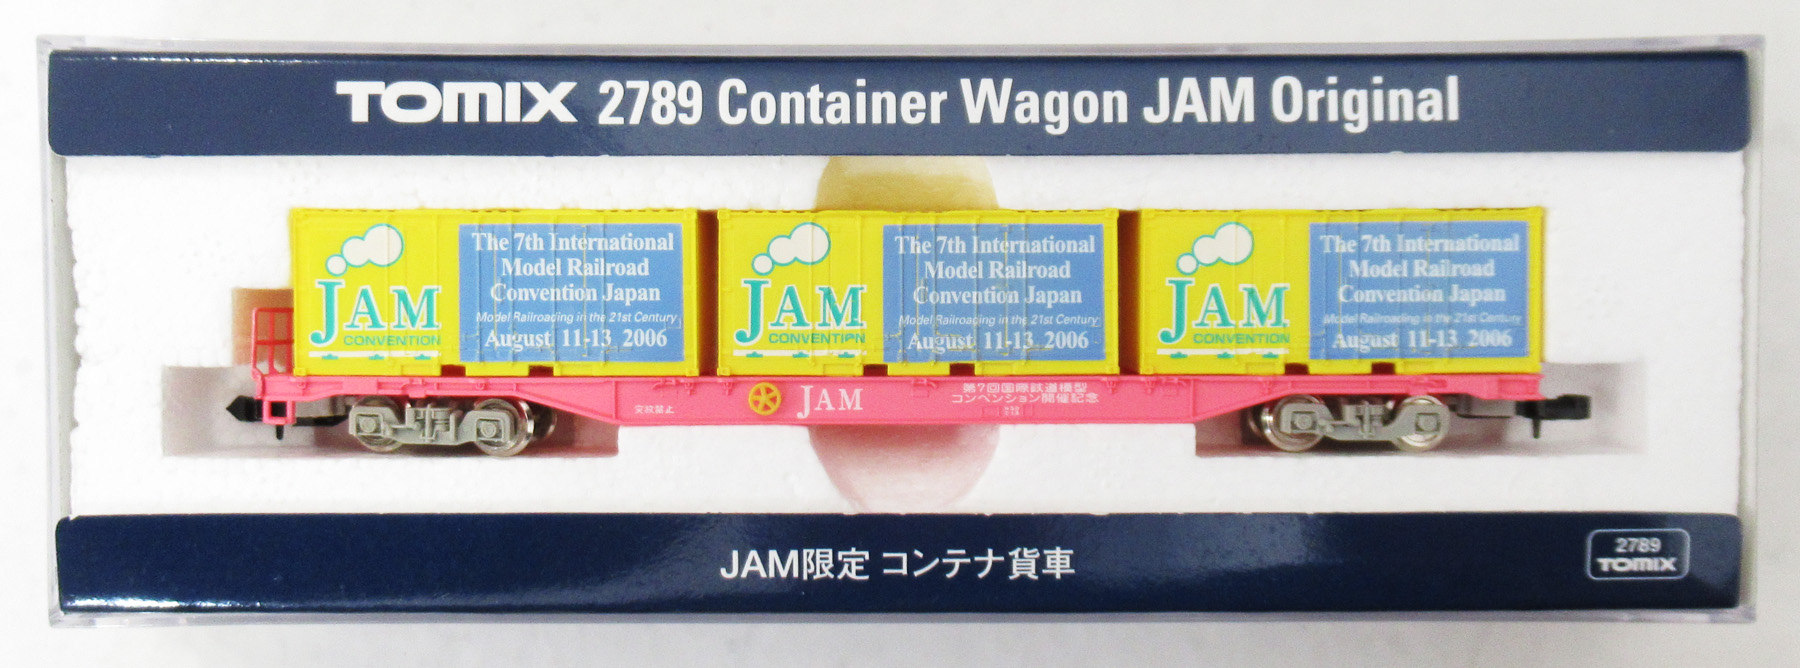 TOMIX 2789 Container Wagon JAM Original
JAM
CONVENTION
The 7th International
Model Railroad
Convention Japan
Model Railroading in the 21st Century
August 11-13 2006
JAM
CONVENTION
The 7th International
Model Railroad
Convention Japan
Model Railroading in the 21st Century
August 11-13 2006
JAM
CONVENTION
The 7th International
Model Railroad
Convention Japan
Model Railroading in the 21st Century
August 11-13 2006
突放禁止
JAM
第7回国際鉄道模型
コンベンション開催記念
JAM限定 コンテナ貨車
2789
TOMIX